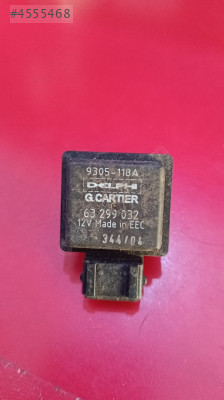 #4555468
9305-118A
DELPHI
G.CARTIER
63 299 032
12V Made in EEC
344/04